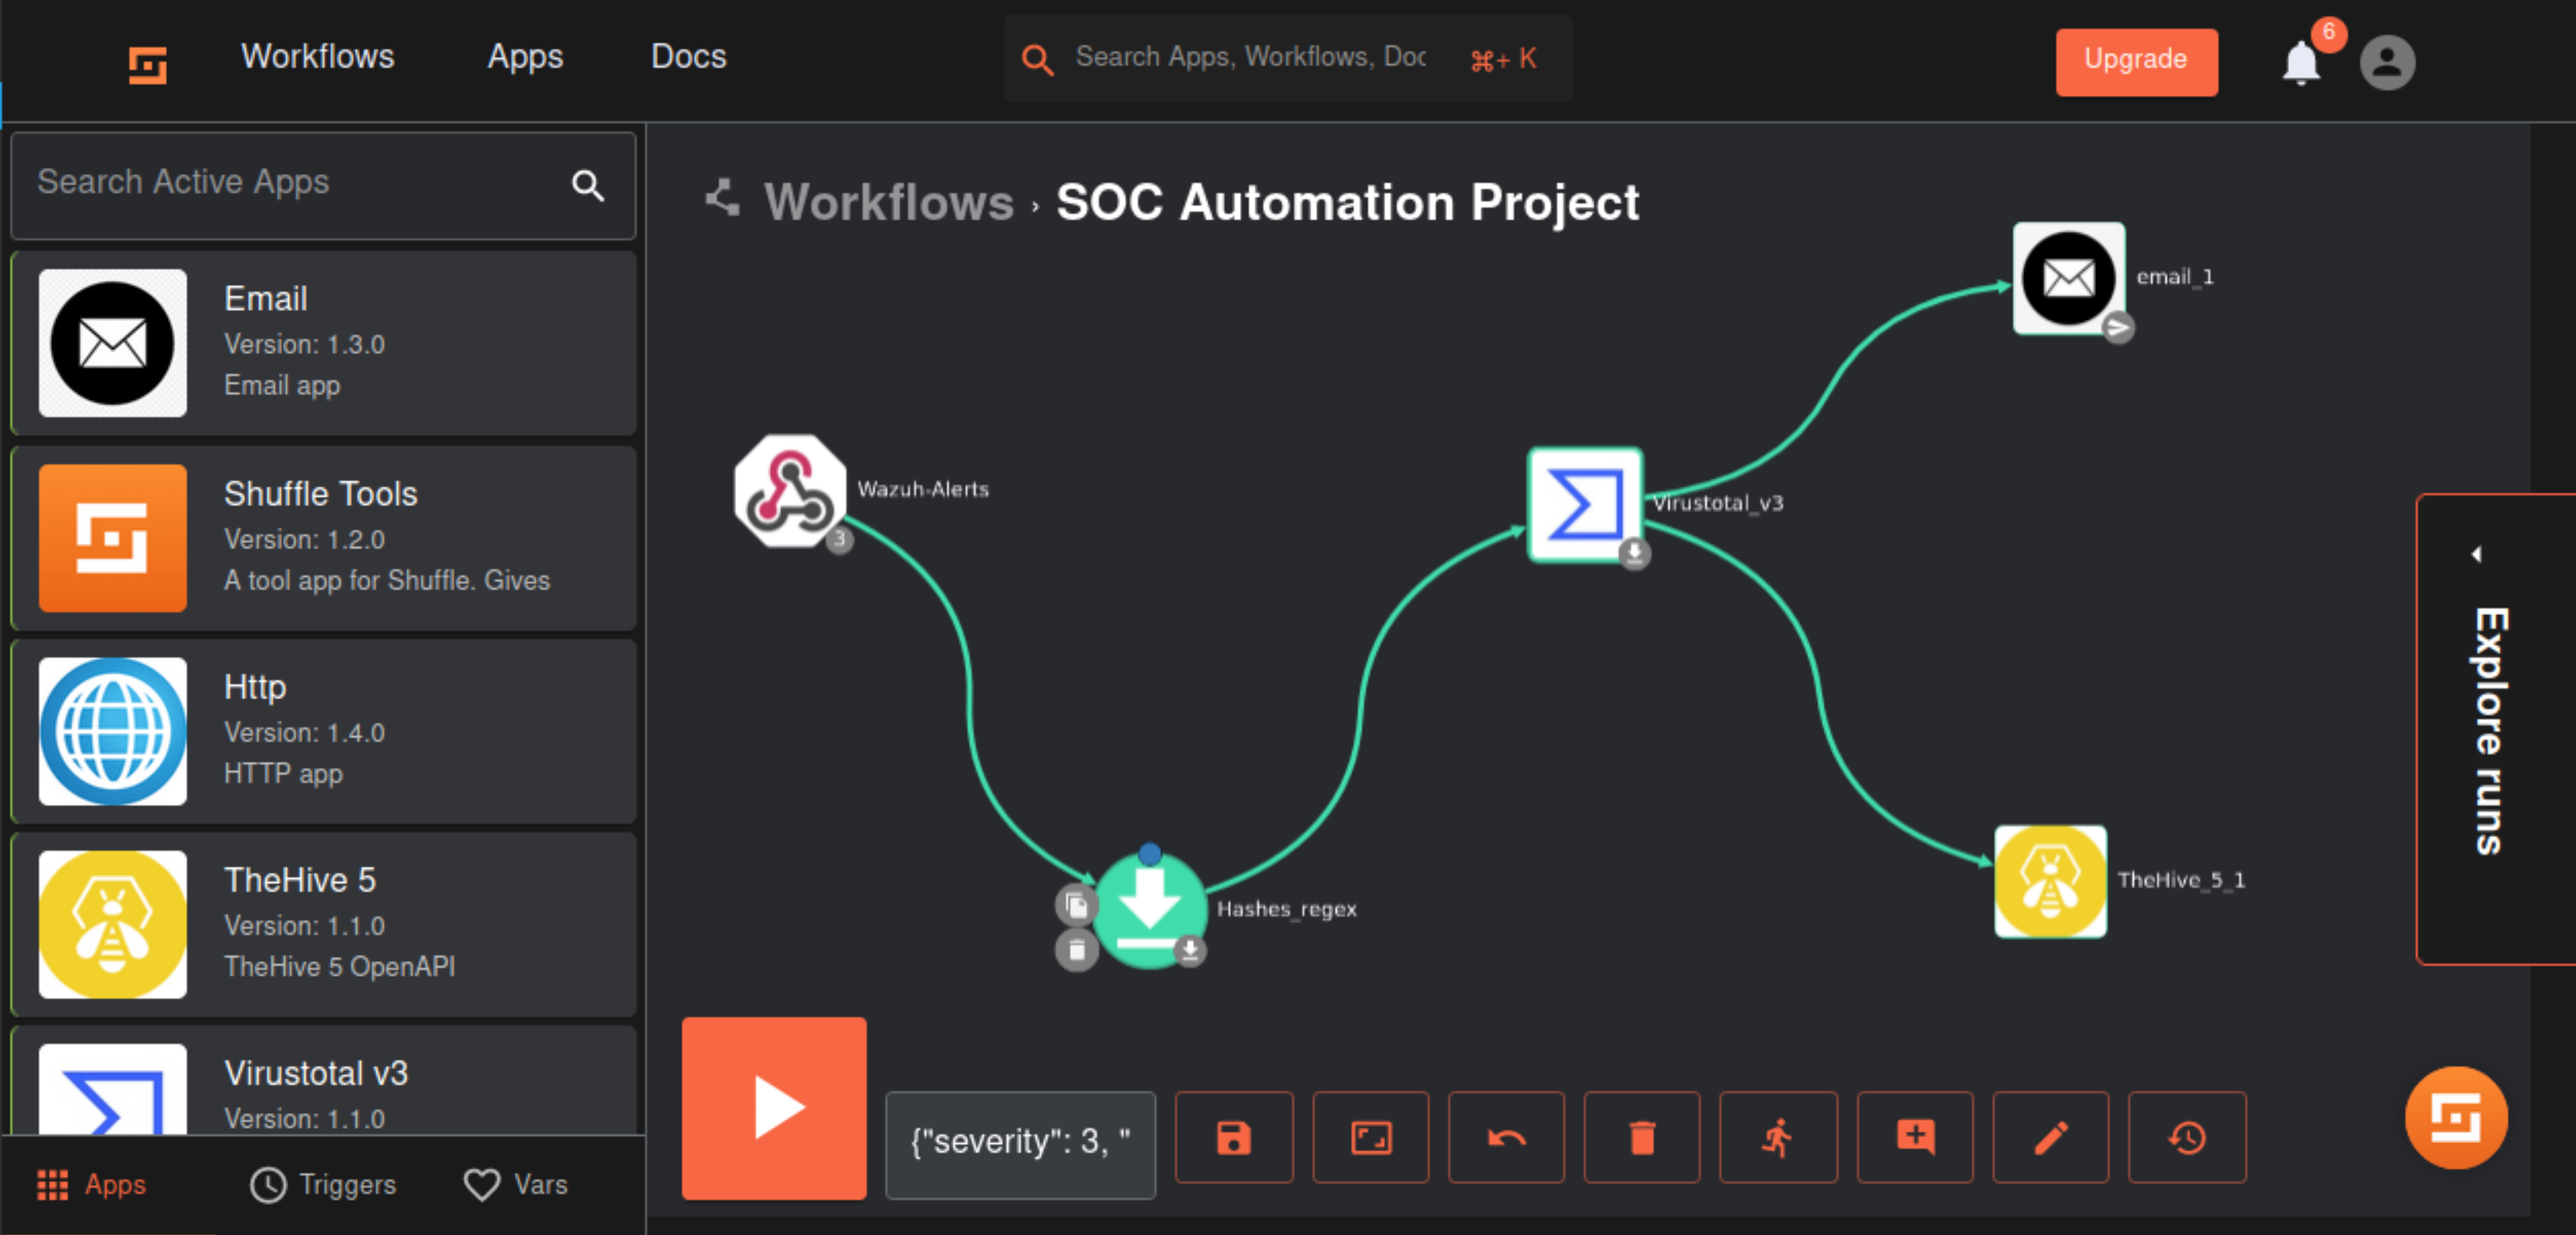 Workflows
Apps
Docs
Search Apps, Workflows, Doc
⌘+ K
Upgrade
6
Search Active Apps
Email
Version: 1.3.0
Email app
Shuffle Tools
Version: 1.2.0
A tool app for Shuffle. Gives
Http
Version: 1.4.0
HTTP app
TheHive 5
Version: 1.1.0
TheHive 5 OpenAPI
Virustotal v3
Version: 1.1.0
Apps
Triggers
Vars
Workflows › SOC Automation Project
email_1
Wazuh-Alerts
3
Virustotal_v3
Hashes_regex
TheHive_5_1
Explore runs
{"severity": 3, "